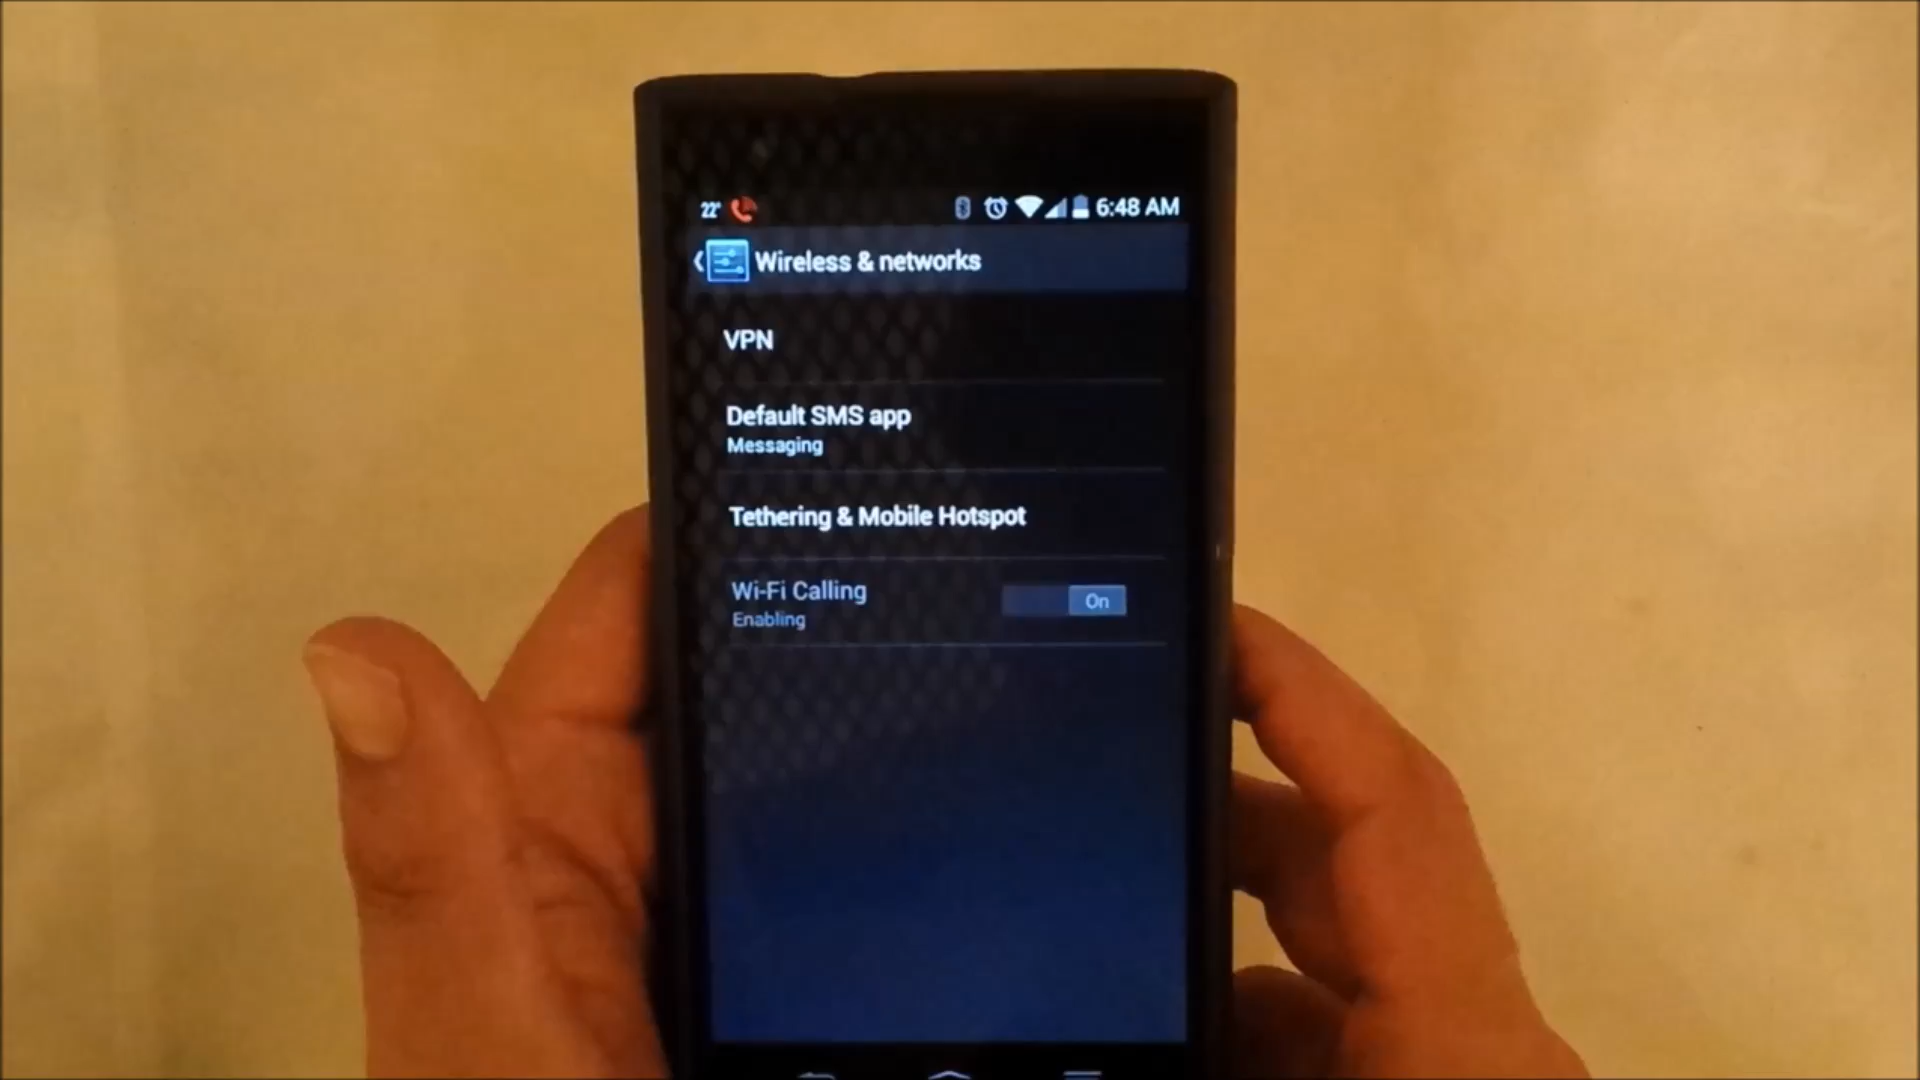 22° 6:48 AM
Wireless & networks
VPN
Default SMS app
Messaging
Tethering & Mobile Hotspot
Wi-Fi Calling
On
Enabling